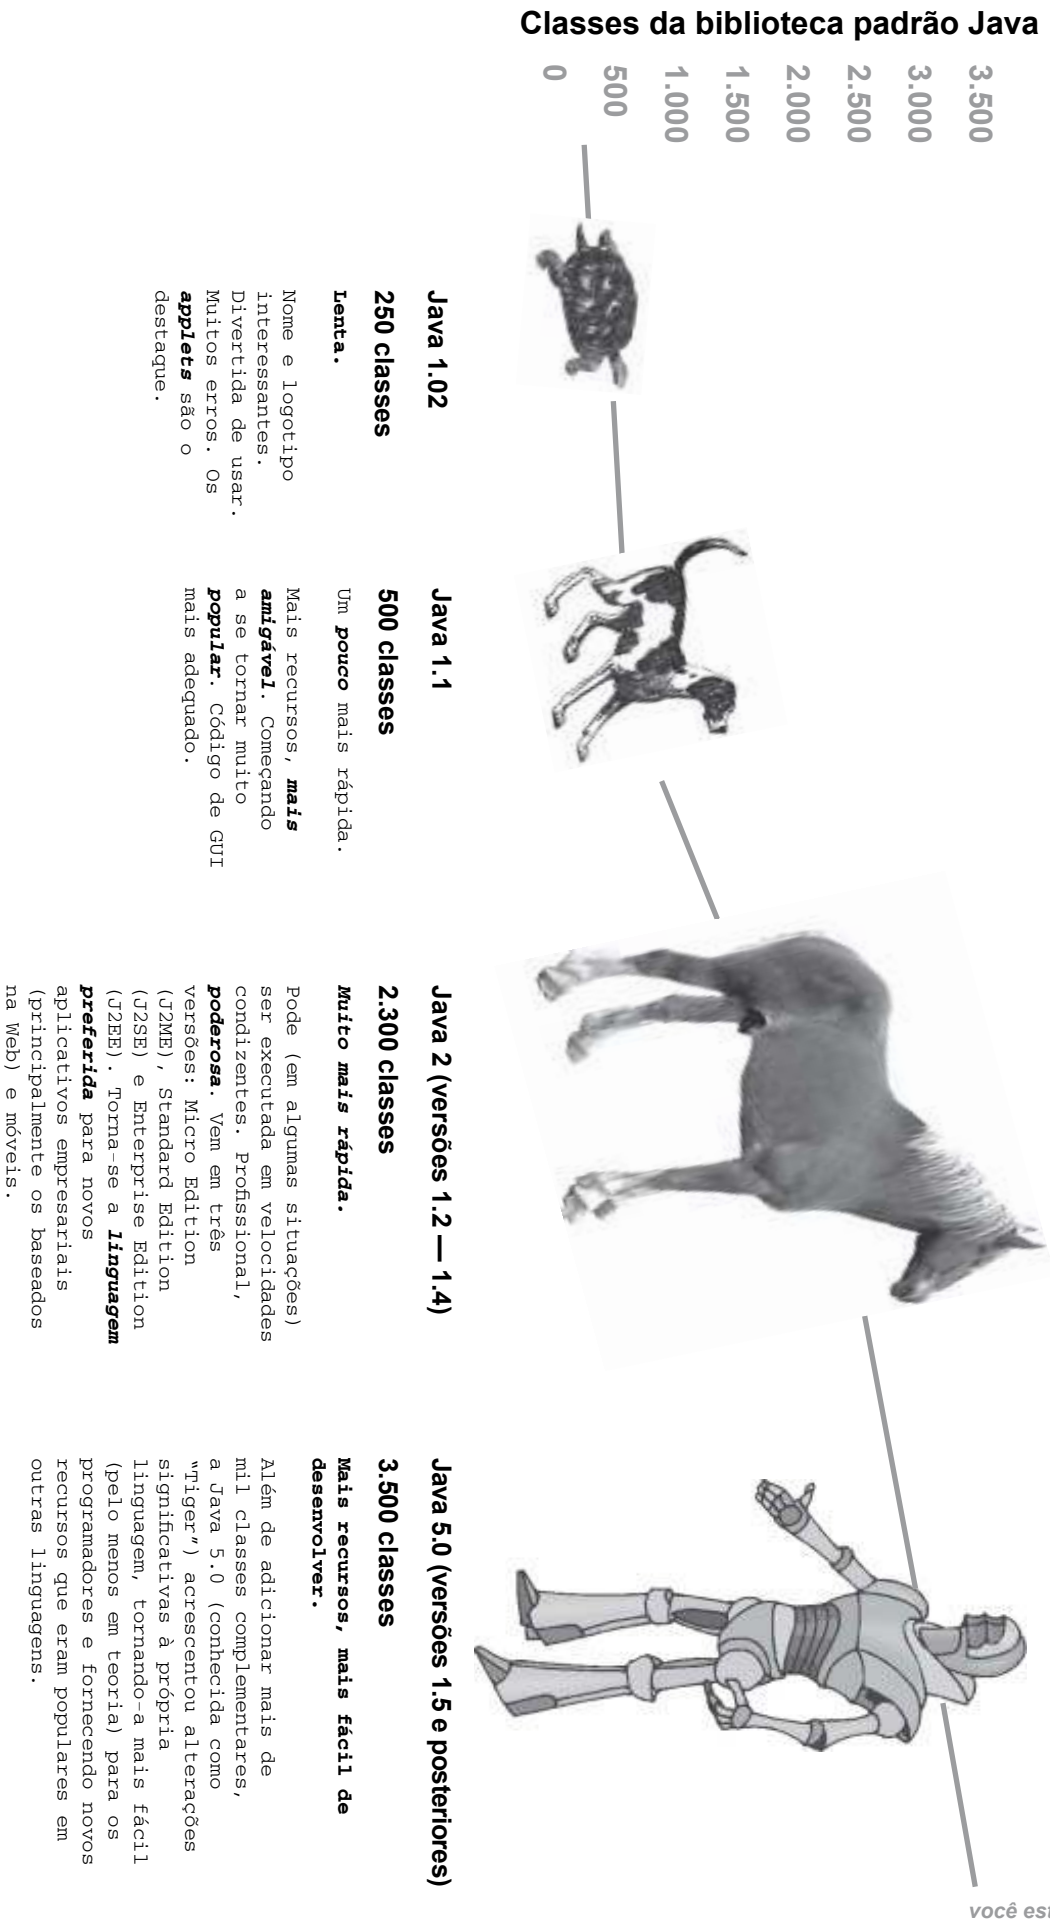 Classes da biblioteca padrão Java
3.500
3.000
2.500
2.000
1.500
1.000
500
0
Java 1.02
250 classes
Lenta.
Nome e logotipo
interessantes.
Divertida de usar.
Muitos erros. Os
applets são o
destaque.
Java 1.1
500 classes
Um pouco mais rápida.
Mais recursos, mais
amigável. Começando
a se tornar muito
popular. Código de GUI
mais adequado.
Java 2 (versões 1.2 — 1.4)
2.300 classes
Muito mais rápida.
Pode (em algumas situações)
ser executada em velocidades
condizentes. Profissional,
poderosa. Vem em três
versões: Micro Edition
(J2ME), Standard Edition
(J2SE) e Enterprise Edition
(J2EE). Torna-se a linguagem
preferida para novos
aplicativos empresariais
(principalmente os baseados
na Web) e móveis.
Java 5.0 (versões 1.5 e posteriores)
3.500 classes
Mais recursos, mais fácil de
desenvolver.
Além de adicionar mais de
mil classes complementares,
a Java 5.0 (conhecida como
"Tiger") acrescentou alterações
significativas à própria
linguagem, tornando-a mais fácil
(pelo menos em teoria) para os
programadores e fornecendo novos
recursos que eram populares em
outras linguagens.
você